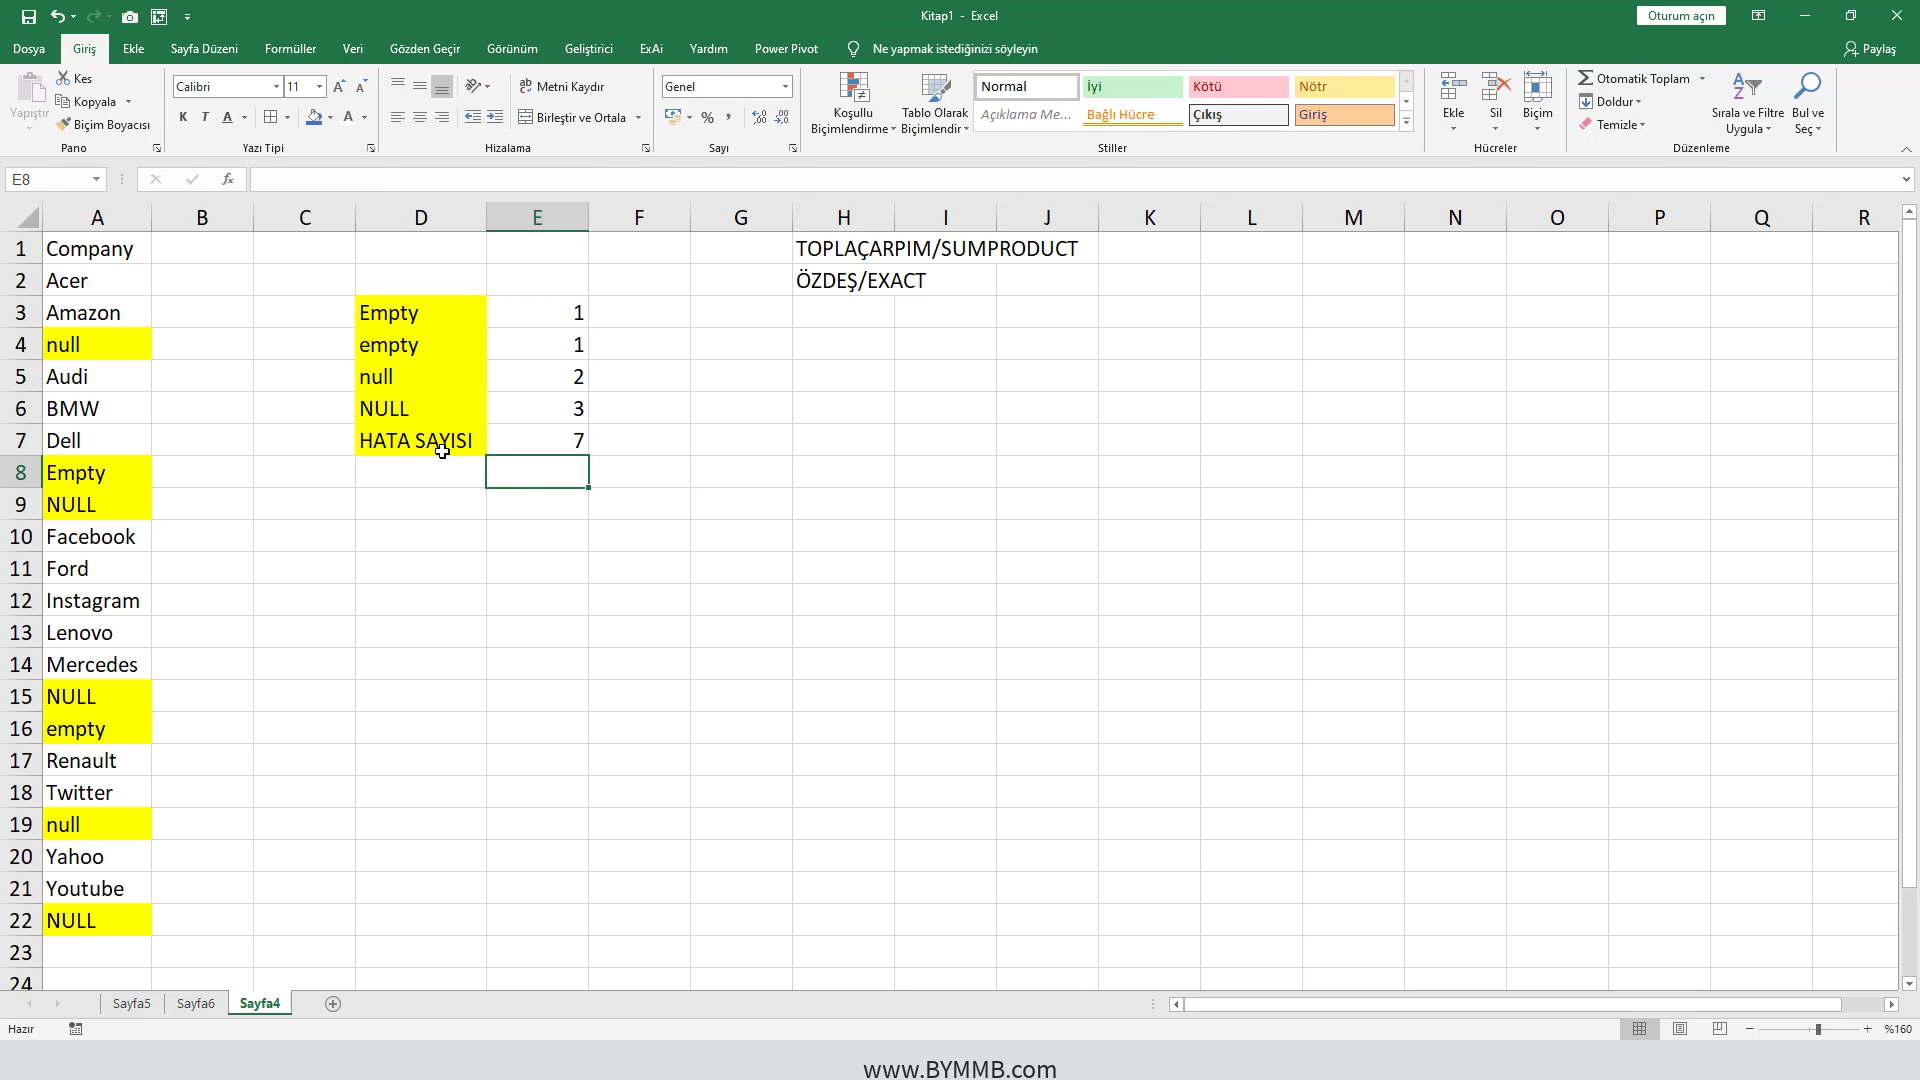 Kitap1 - Excel
Oturum açın
Dosya Giriş Ekle Sayfa Düzeni Formüller Veri Gözden Geçir Görünüm Geliştirici ExAi Yardım Power Pivot Ne yapmak istediğinizi söyleyin Paylaş
Yapıştır
Kes
Kopyala
Biçim Boyacısı
Pano
Calibri 11
K T A A
Yazı Tipi
Metni Kaydır
Birleştir ve Ortala
Hizalama
Genel
%
Sayı
Koşullu Biçimlendirme
Tablo Olarak Biçimlendir
Normal İyi Kötü Nötr
Açıklama Me... Bağlı Hücre Çıkış Giriş
Stiller
Ekle Sil Biçim
Hücreler
Otomatik Toplam
Doldur
Temizle
Sırala ve Filtre Uygula
Bul ve Seç
Düzenleme
E8
fx
A B C D E F G H I J K L M N O P Q R
1 Company TOPLAÇARPIM/SUMPRODUCT
2 Acer ÖZDEŞ/EXACT
3 Amazon Empty 1
4 null empty 1
5 Audi null 2
6 BMW NULL 3
7 Dell HATA SAYISI 7
8 Empty
9 NULL
10 Facebook
11 Ford
12 Instagram
13 Lenovo
14 Mercedes
15 NULL
16 empty
17 Renault
18 Twitter
19 null
20 Yahoo
21 Youtube
22 NULL
23
24
Sayfa5 Sayfa6 Sayfa4
Hazır
%160
www.BYMMB.com